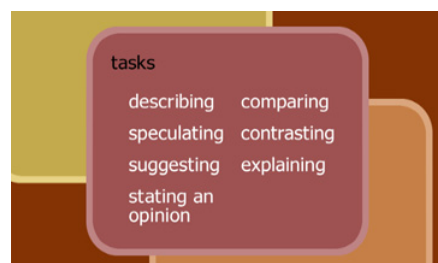 tasks
describing comparing
speculating contrasting
suggesting explaining
stating an
opinion